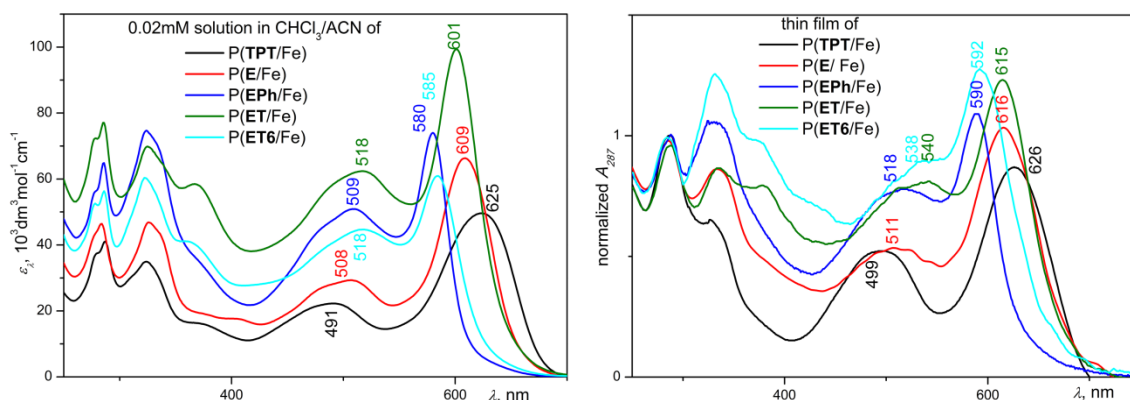 0.02mM solution in CHCl₃/ACN of
P(TPT/Fe)
P(E/Fe)
P(EPh/Fe)
P(ET/Fe)
P(ET6/Fe)
601
585
580
609
625
518
509
518
508
491
100
80
60
40
20
0
ε_λ, 10³dm³mol⁻¹cm⁻¹
400
600
λ, nm
thin film of
P(TPT/Fe)
P(E/ Fe)
P(EPh/Fe)
P(ET/Fe)
P(ET6/Fe)
592
615
590
616
626
518
538
540
511
499
1
0
normalized A_287
400
600
λ, nm